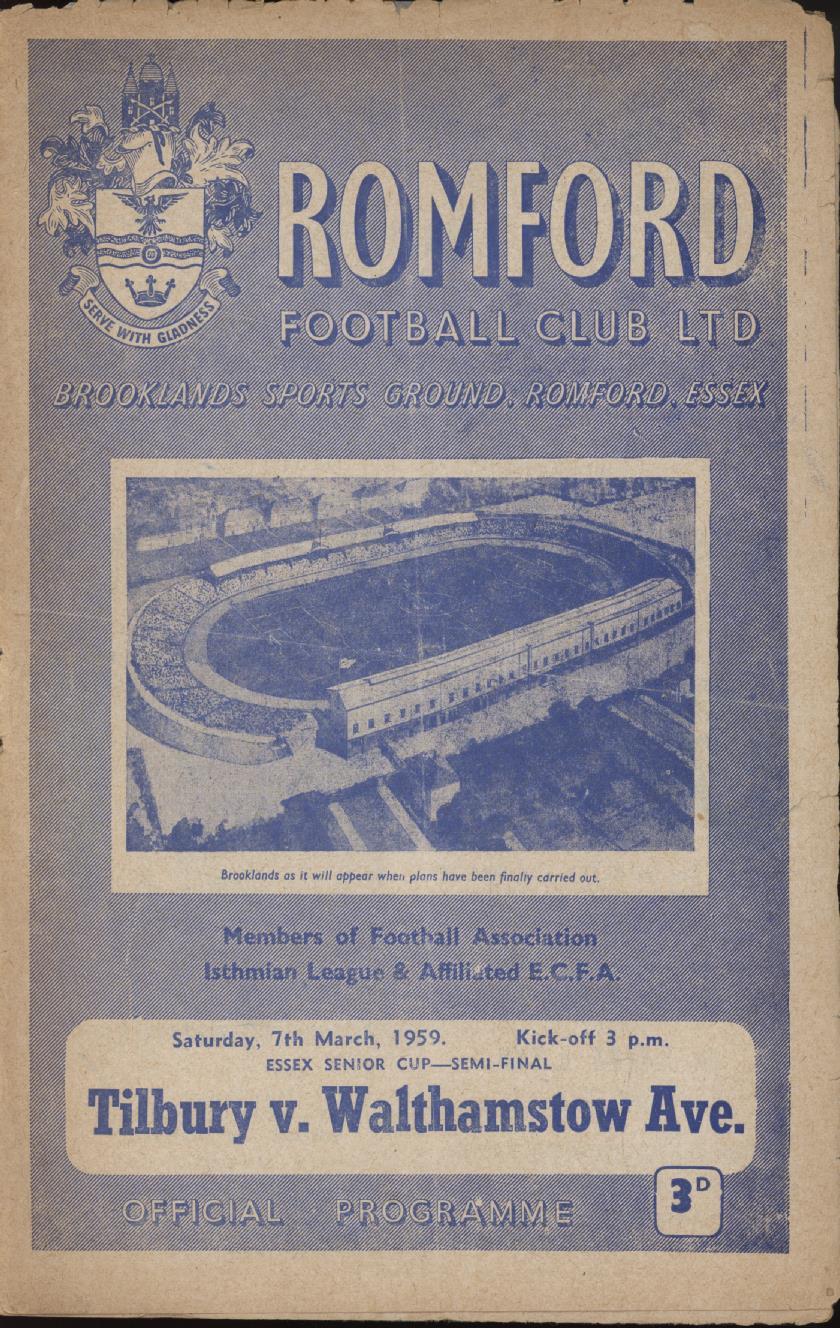 ROMFORD
FOOTBALL CLUB LTD
SERVE WITH GLADNESS
BROOKLANDS SPORTS GROUND, ROMFORD, ESSEX
Brooklands as it will appear when plans have been finally carried out.
Members of Football Association
Isthmian League & Affiliated E.C.F.A.
Saturday, 7th March, 1959. Kick-off 3 p.m.
ESSEX SENIOR CUP—SEMI-FINAL
Tilbury v. Walthamstow Ave.
OFFICIAL PROGRAMME
3D